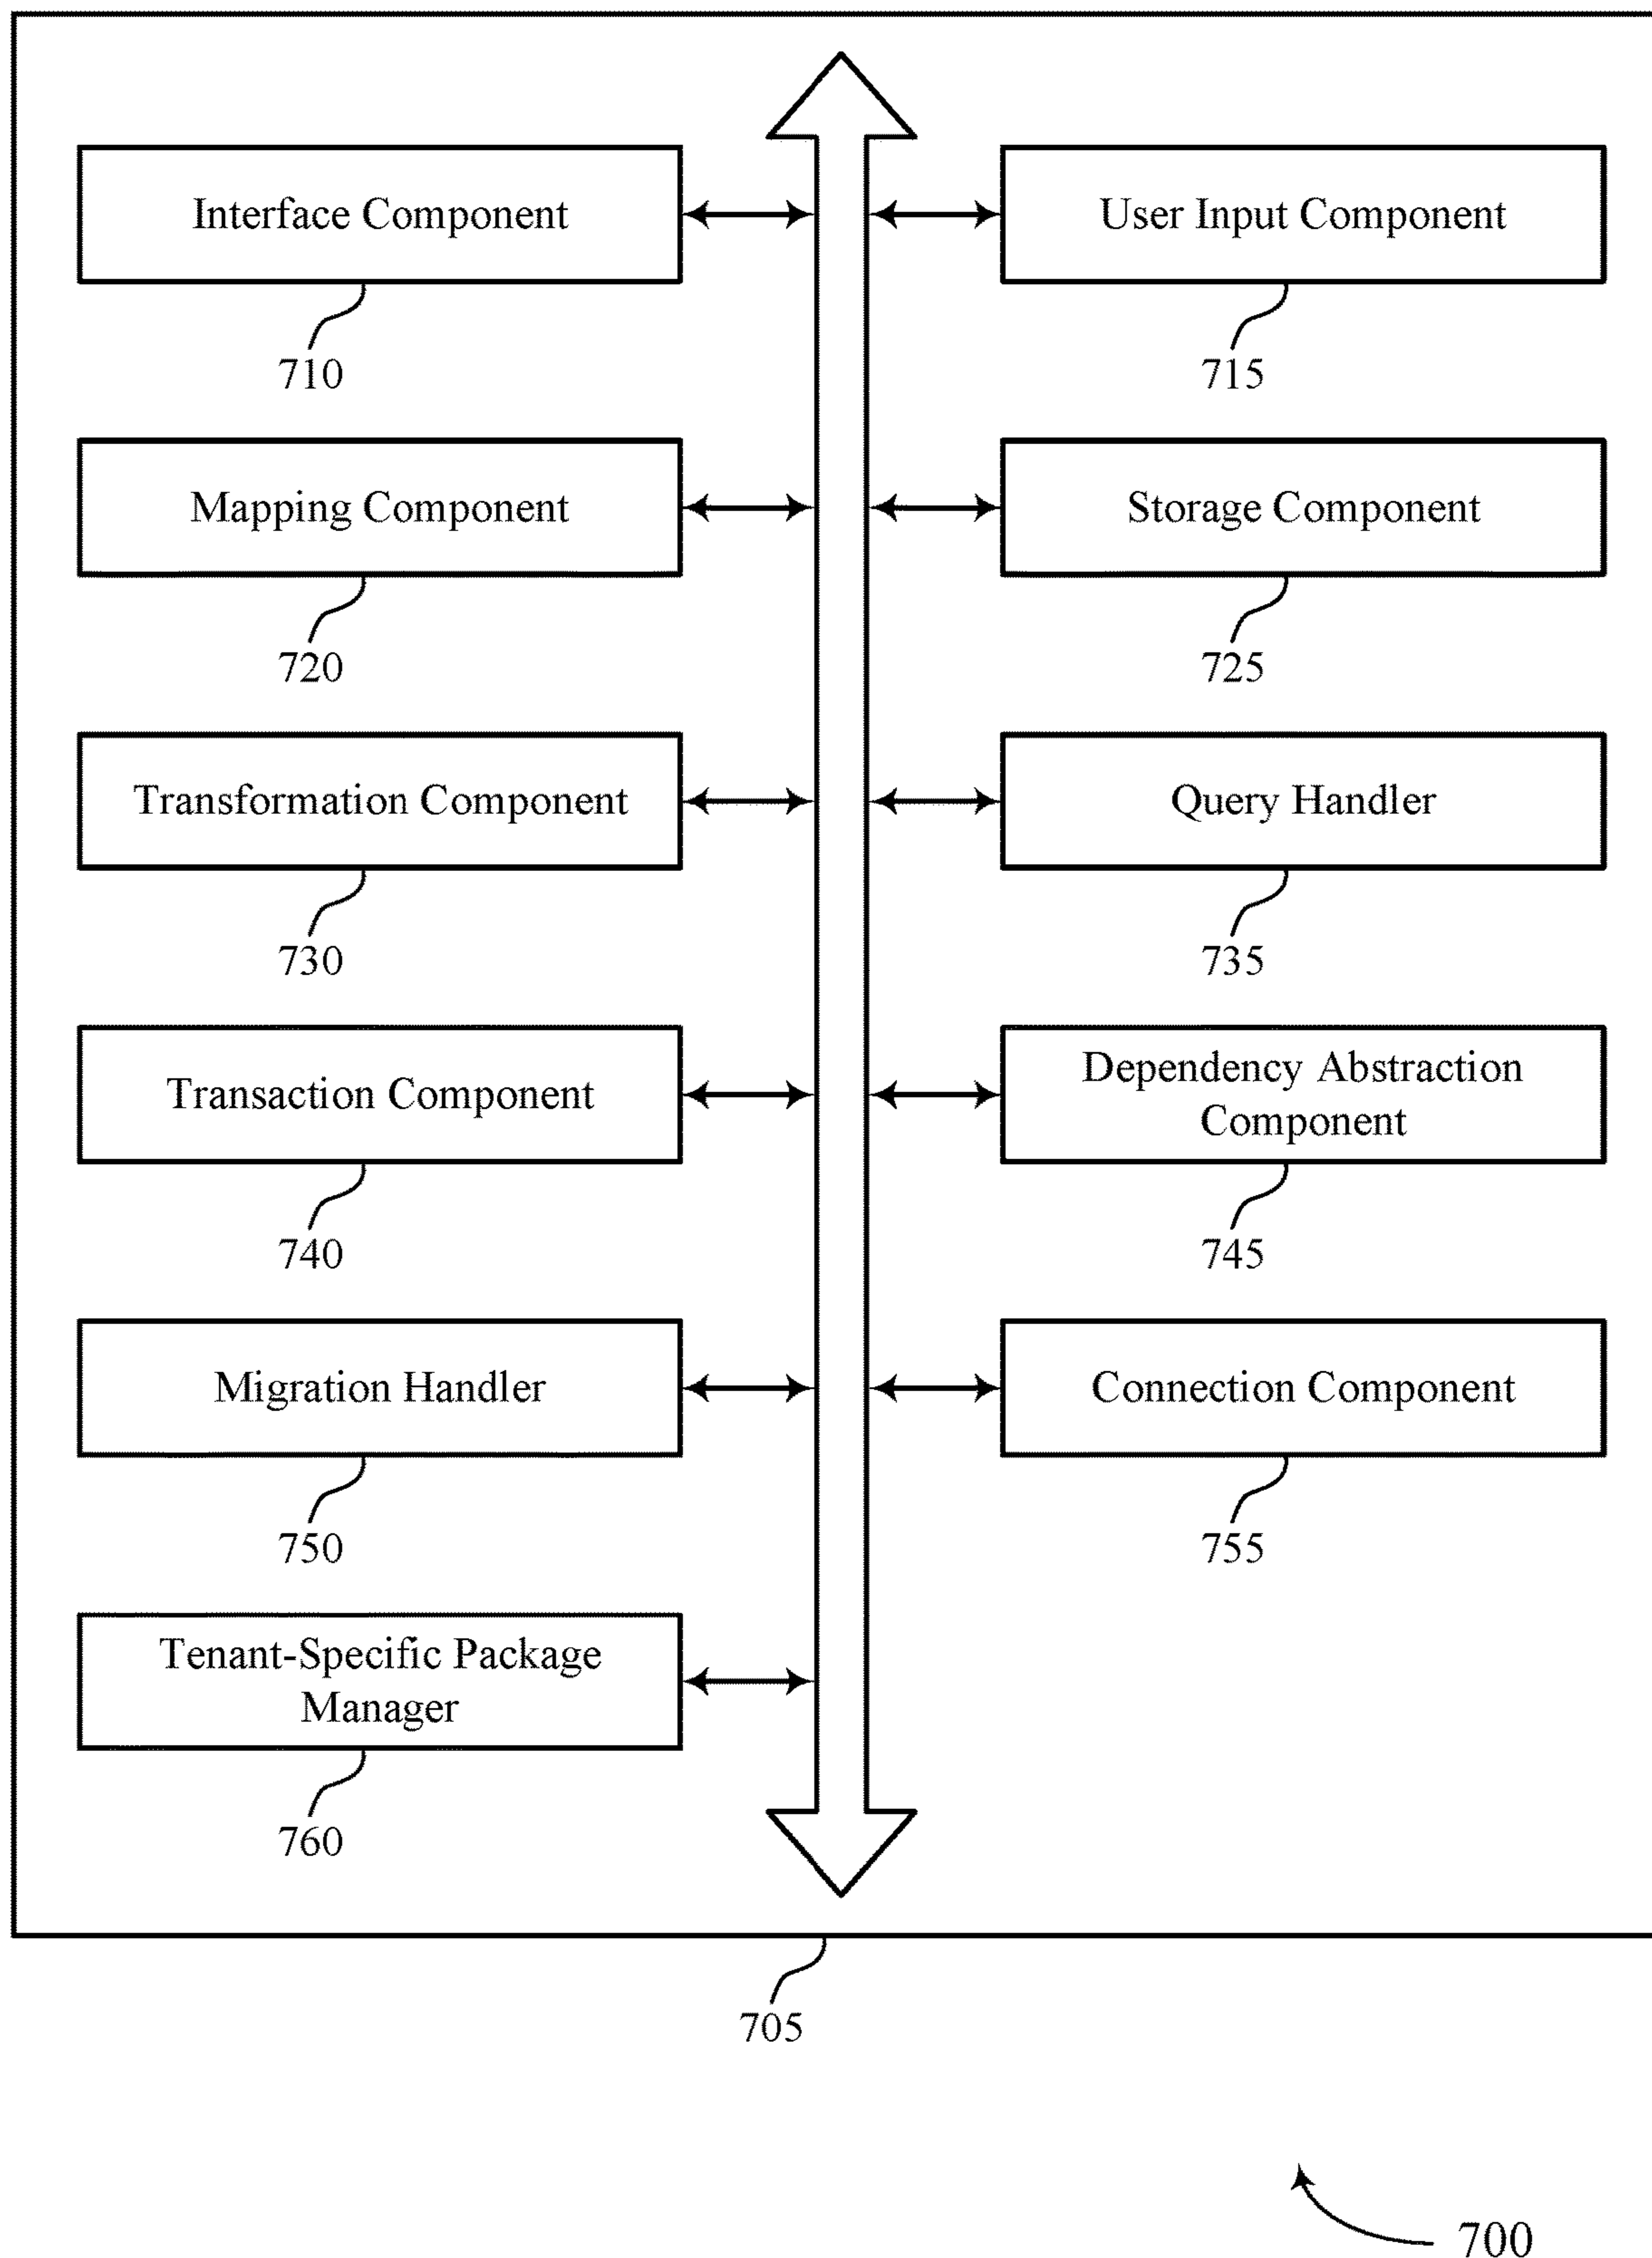 Interface Component
User Input Component
710
715
Mapping Component
Storage Component
720
725
Transformation Component
Query Handler
730
735
Transaction Component
Dependency Abstraction
Component
740
745
Migration Handler
Connection Component
750
755
Tenant-Specific Package
Manager
760
705
700